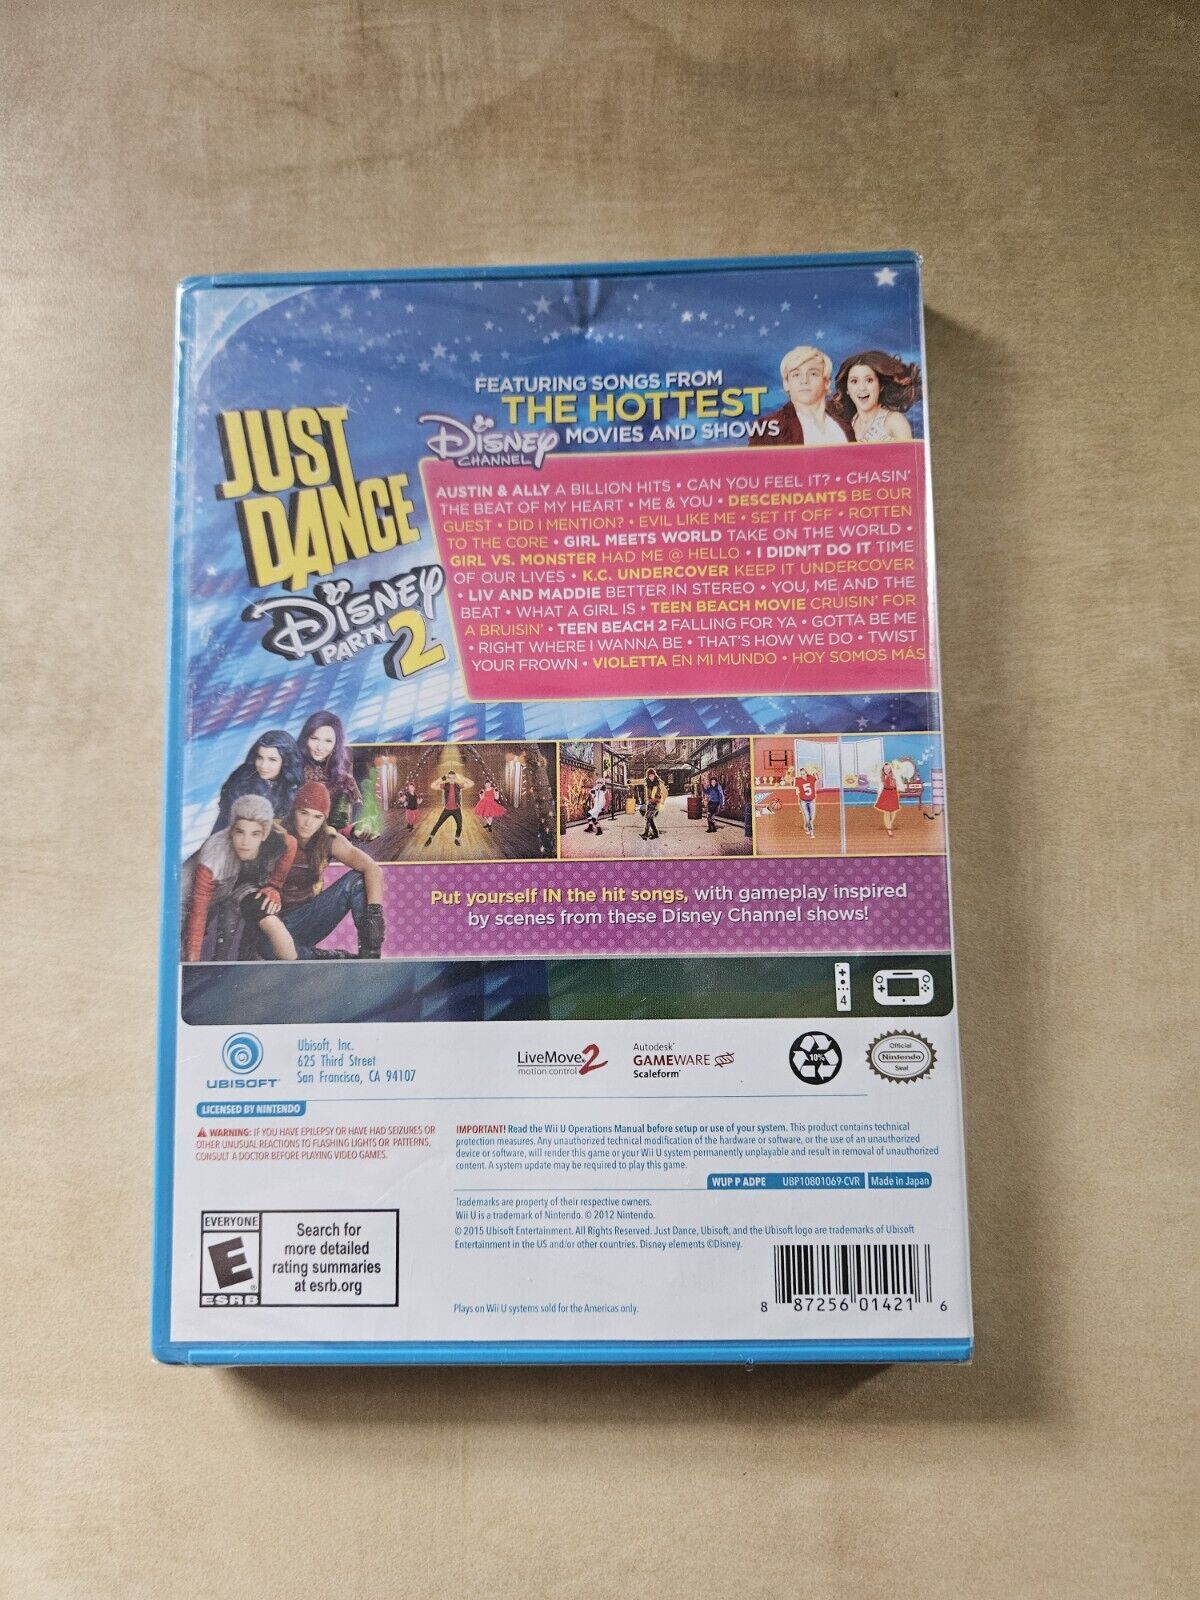 FEATURING SONGS FROM
THE HOTTEST
DISNEY CHANNEL MOVIES AND SHOWS
JUST
DANCE
DISNEY
PARTY 2
AUSTIN & ALLY A BILLION HITS • CAN YOU FEEL IT? • CHASIN'
THE BEAT OF MY HEART • ME & YOU • DESCENDANTS BE OUR
GUEST • DID I MENTION? • EVIL LIKE ME • SET IT OFF • ROTTEN
TO THE CORE • GIRL MEETS WORLD TAKE ON THE WORLD •
GIRL VS. MONSTER HAD ME @ HELLO • I DIDN'T DO IT TIME
OF OUR LIVES • K.C. UNDERCOVER KEEP IT UNDERCOVER
• LIV AND MADDIE BETTER IN STEREO • YOU, ME AND THE
BEAT • WHAT A GIRL IS • TEEN BEACH MOVIE CRUISIN' FOR
A BRUISIN' • TEEN BEACH 2 FALLING FOR YA • GOTTA BE ME
• RIGHT WHERE I WANNA BE • THAT'S HOW WE DO • TWIST
YOUR FROWN • VIOLETTA EN MI MUNDO • HOY SOMOS MÁS
5
Put yourself IN the hit songs, with gameplay inspired
by scenes from these Disney Channel shows!
4
UBISOFT
Ubisoft, Inc.
625 Third Street
San Francisco, CA 94107
LiveMove 2
motion control
Autodesk®
GAMEWARE
Scaleform®
10%
Official
Nintendo
Seal
LICENSED BY NINTENDO
WARNING: IF YOU HAVE EPILEPSY OR HAVE HAD SEIZURES OR
OTHER UNUSUAL REACTIONS TO FLASHING LIGHTS OR PATTERNS,
CONSULT A DOCTOR BEFORE PLAYING VIDEO GAMES.
IMPORTANT! Read the Wii U Operations Manual before setup or use of your system. This product contains technical
protection measures. Any unauthorized technical modification of the hardware or software, or the use of an unauthorized
device or software, will render this game or your Wii U system permanently unplayable and result in removal of unauthorized
content. A system update may be required to play this game.
WUP P ADPE UBP10801069-CVR Made in Japan
Trademarks are property of their respective owners.
Wii U is a trademark of Nintendo. © 2012 Nintendo.
© 2015 Ubisoft Entertainment. All Rights Reserved. Just Dance, Ubisoft, and the Ubisoft logo are trademarks of Ubisoft
Entertainment in the US and/or other countries. Disney elements ©Disney.
EVERYONE
E
ESRB
Search for
more detailed
rating summaries
at esrb.org
Plays on Wii U systems sold for the Americas only.
8 87256 01421 6